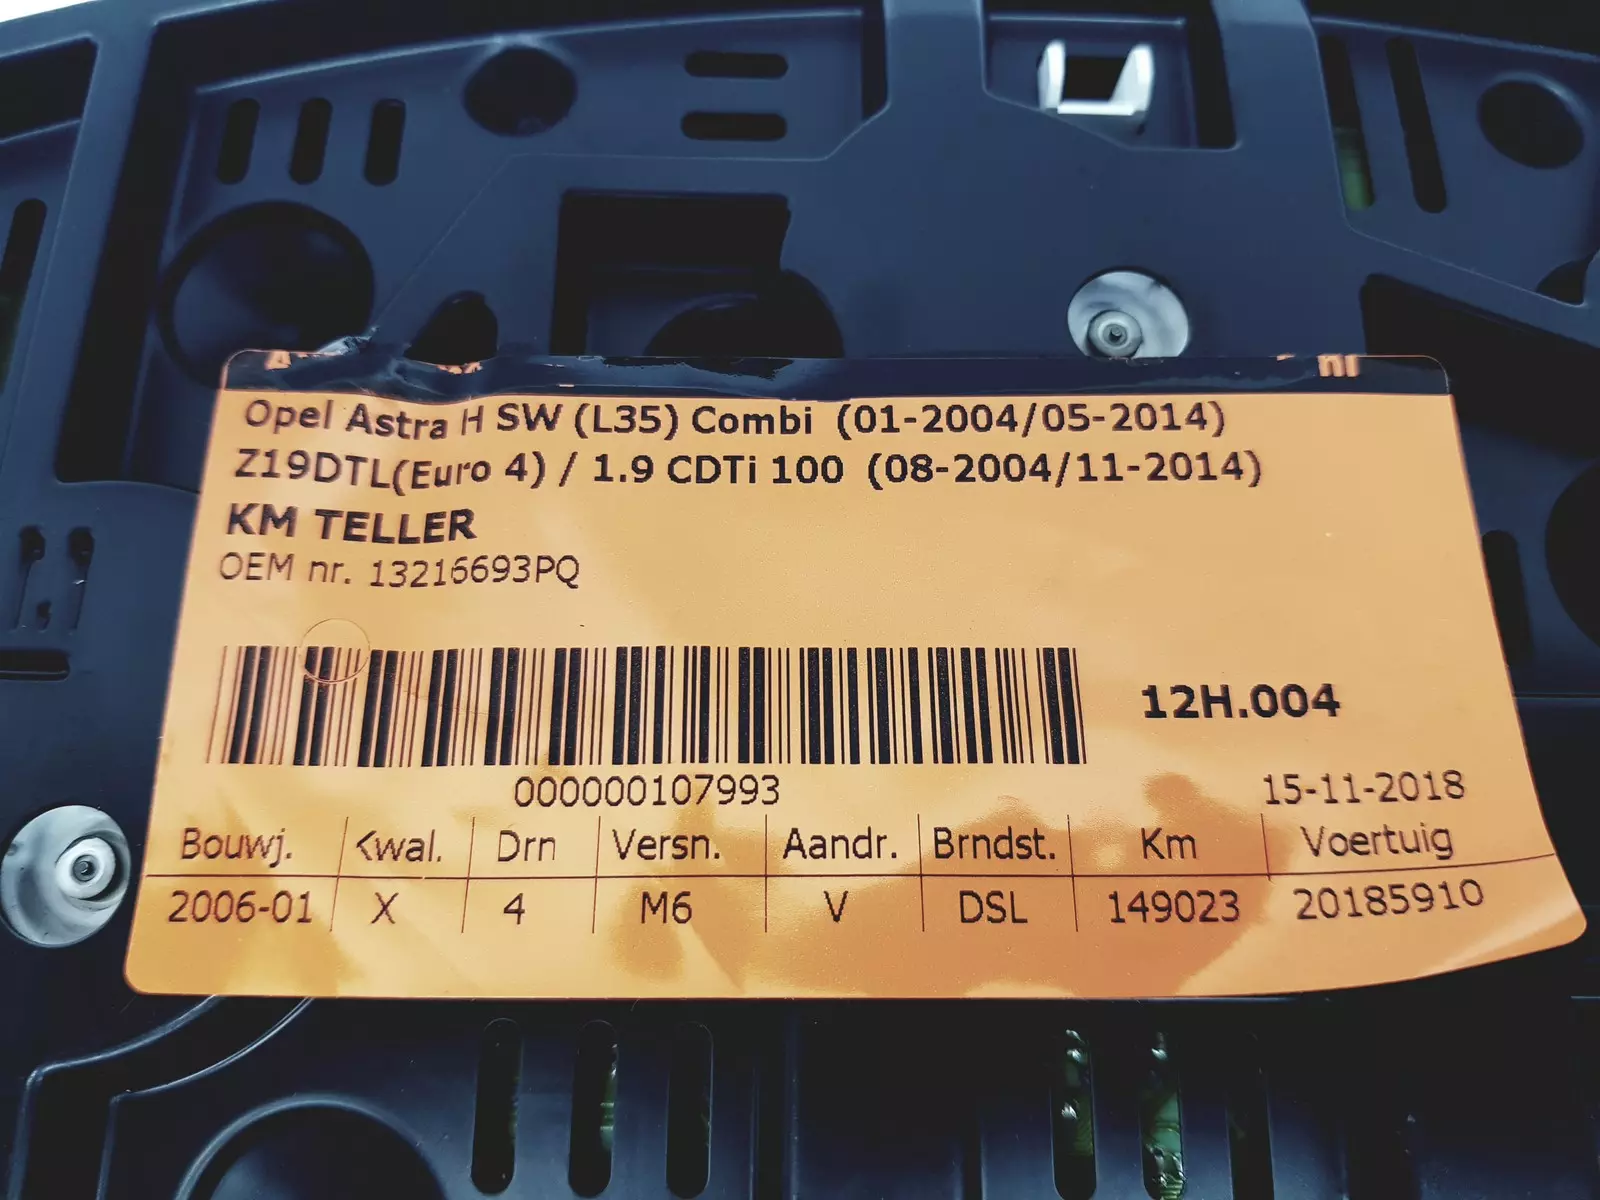 Opel Astra H SW (L35) Combi (01-2004/05-2014)
Z19DTL(Euro 4) / 1.9 CDTi 100 (08-2004/11-2014)
KM TELLER
OEM nr. 13216693PQ
12H.004
000000107993
15-11-2018
Bouwj. Kwal. Drn Versn. Aandr. Brndst. Km Voertuig
2006-01 X 4 M6 V DSL 149023 20185910